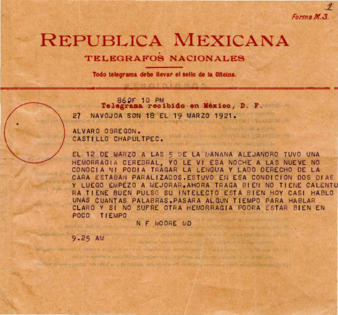 2
Forma M.3.
REPUBLICA MEXICANA
TELEGRAFOS NACIONALES
Todo telegrama debe llevar el sello de la Oficina.
869F 10 PM
Telegrama recibido en México, D. F.
27 NAVOJOA SON 18 EL 19 MARZO 1921.
ALVARO OBREGON.
CASTILLO CHAPULTPEC.
EL 12 DE MARZO A LAS 5 DE LA MANANA ALEJANDRO TUVO UNA
HEMORRAGIA CEREBRAL, YO LE VI ESA NOCHE A LAS NUEVE NO
CONOCIA NI PODIA TRAGAR LA LENGUA Y LADO DERECHO DE LA
CARA ESTABAN PARALIZADOS. ESTUVO EN ESA CONDICION DOS DIAS
Y LUEGO EMPEZO A MEJORAR. AHORA TRAGA BIEN NO TIENE CALENTU
RA TIENE BUEN PULSO SU INTELECTO ESTA BIEN HOY CASI HABLO
UNAS CUANTAS PALABRAS. PASARA ALGUN TIEMPO PARA HABLAR
CLARO Y SI NO SUFRE OTRA HEMORRAGIA PODRA ESTAR BIEN EN
POCO TIEMPO
N F MOORE MD
9.25 AM